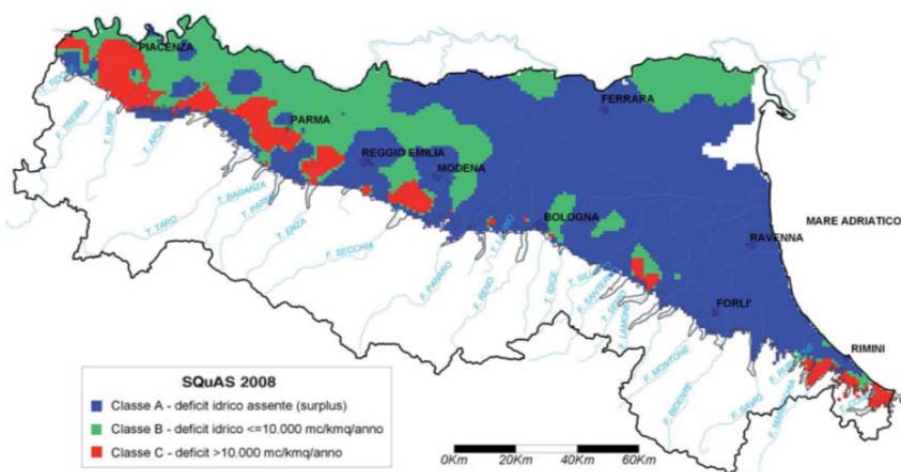 PIACENZA
F. TREBBIA
T. NURE
T. ARDA
PARMA
FERRARA
REGGIO EMILIA
MODENA
T. TARO
T. BAGANZA
T. PARMA
T. ENZA
F. SECCHIA
BOLOGNA
MARE ADRIATICO
RAVENNA
F. PANARO
F. RENO
T. IDICE
T. SILLARO
F. SANTERNO
T. SENIO
F. LAMONE
FORLI'
F. MONTONE
F. SAVIO
RIMINI
SQuAS 2008
Classe A - deficit idrico assente (surplus)
Classe B - deficit idrico <=10.000 mc/kmq/anno
Classe C - deficit >10.000 mc/kmq/anno
0Km 20Km 40Km 60Km